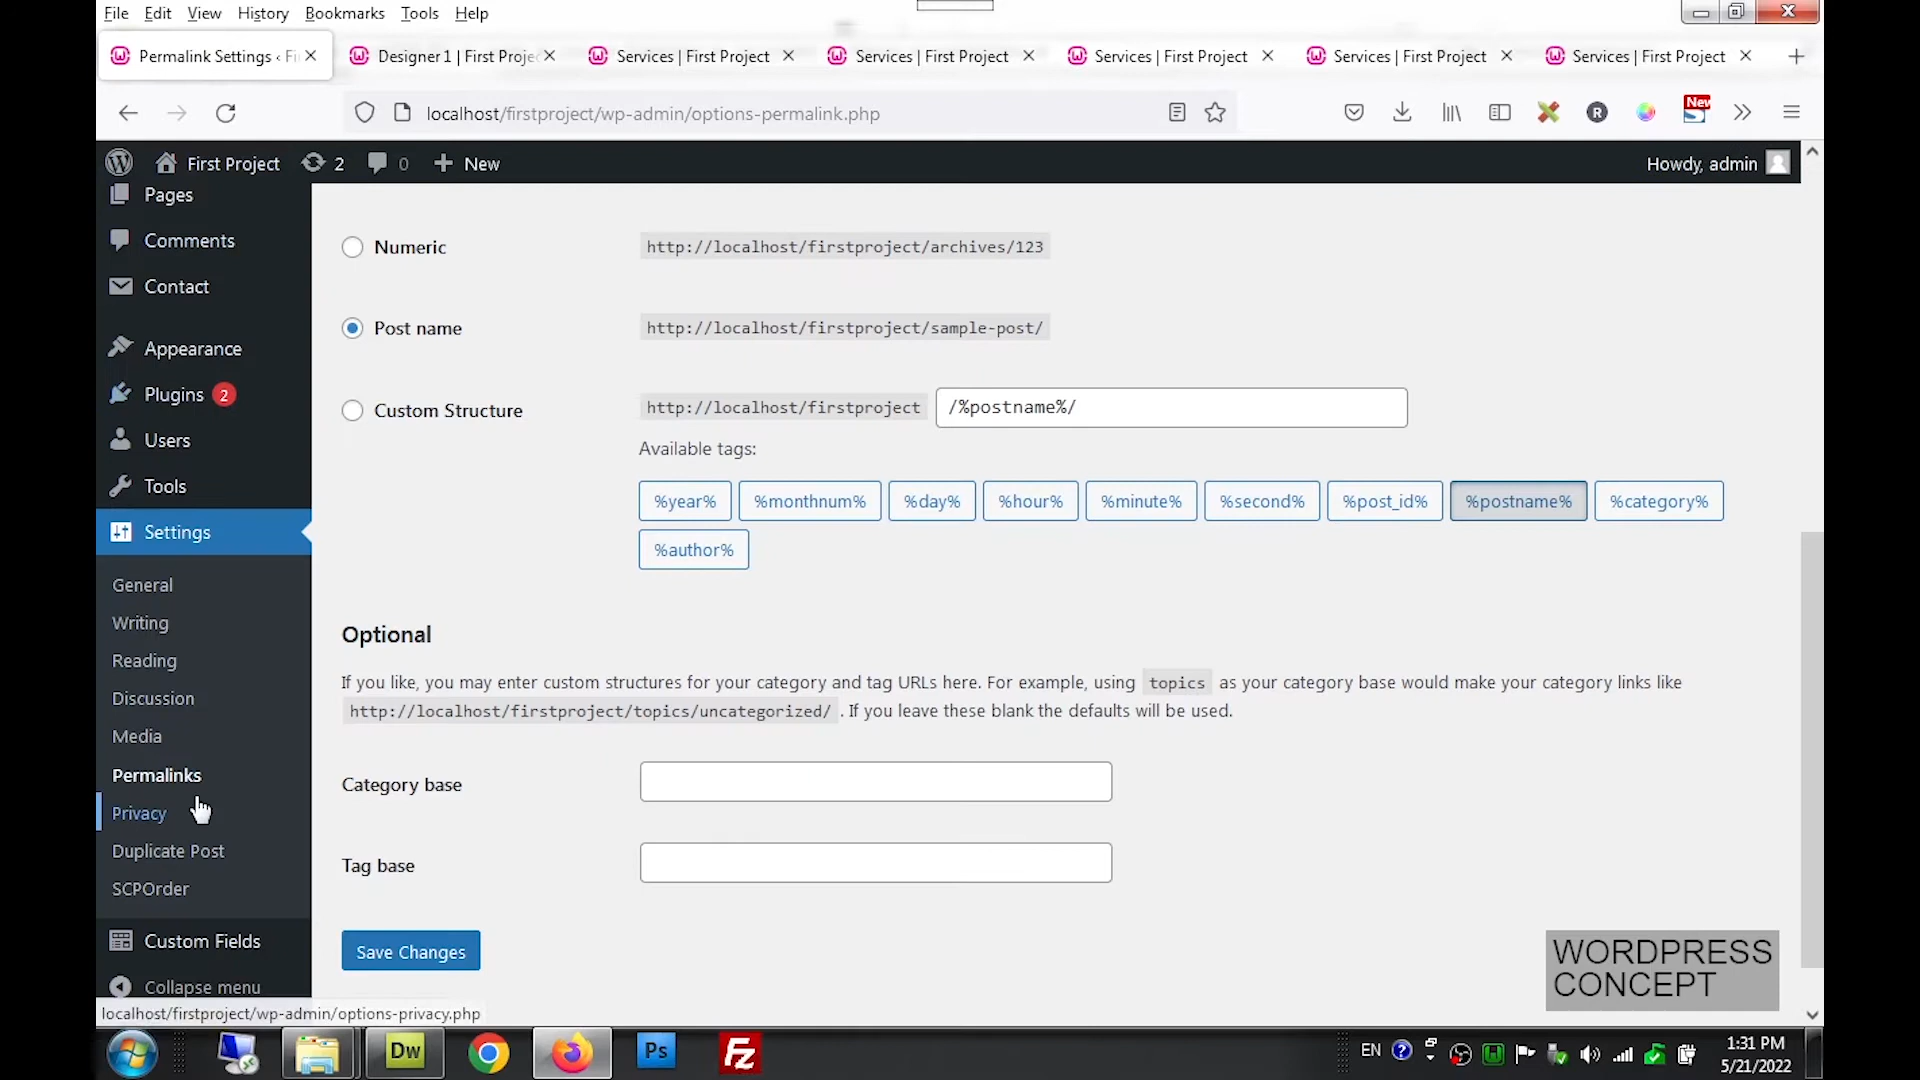 File Edit View History Bookmarks Tools Help
Permalink Settings ‹ Fi
Designer 1 | First Proje
Services | First Project
Services | First Project
Services | First Project
Services | First Project
Services | First Project
localhost/firstproject/wp-admin/options-permalink.php
New
First Project 2 0 New
Howdy, admin
Pages
Comments
Contact
Appearance
Plugins 2
Users
Tools
Settings
General
Writing
Reading
Discussion
Media
Permalinks
Privacy
Duplicate Post
SCPOrder
Custom Fields
Collapse menu
Numeric http://localhost/firstproject/archives/123
Post name http://localhost/firstproject/sample-post/
Custom Structure http://localhost/firstproject /%postname%/
Available tags:
%year% %monthnum% %day% %hour% %minute% %second% %post_id% %postname% %category%
%author%
Optional
If you like, you may enter custom structures for your category and tag URLs here. For example, using topics as your category base would make your category links like
http://localhost/firstproject/topics/uncategorized/ . If you leave these blank the defaults will be used.
Category base
Tag base
Save Changes
WORDPRESS
CONCEPT
localhost/firstproject/wp-admin/options-privacy.php
Dw
Ps
Fz
EN
1:31 PM
5/21/2022